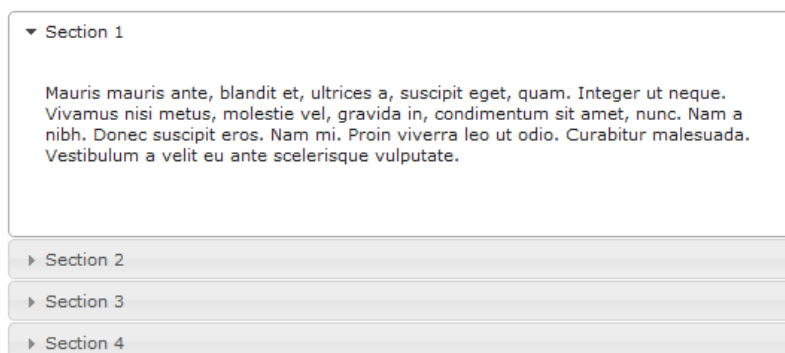 Section 1
Mauris mauris ante, blandit et, ultrices a, suscipit eget, quam. Integer ut neque.
Vivamus nisi metus, molestie vel, gravida in, condimentum sit amet, nunc. Nam a
nibh. Donec suscipit eros. Nam mi. Proin viverra leo ut odio. Curabitur malesuada.
Vestibulum a velit eu ante scelerisque vulputate.
Section 2
Section 3
Section 4